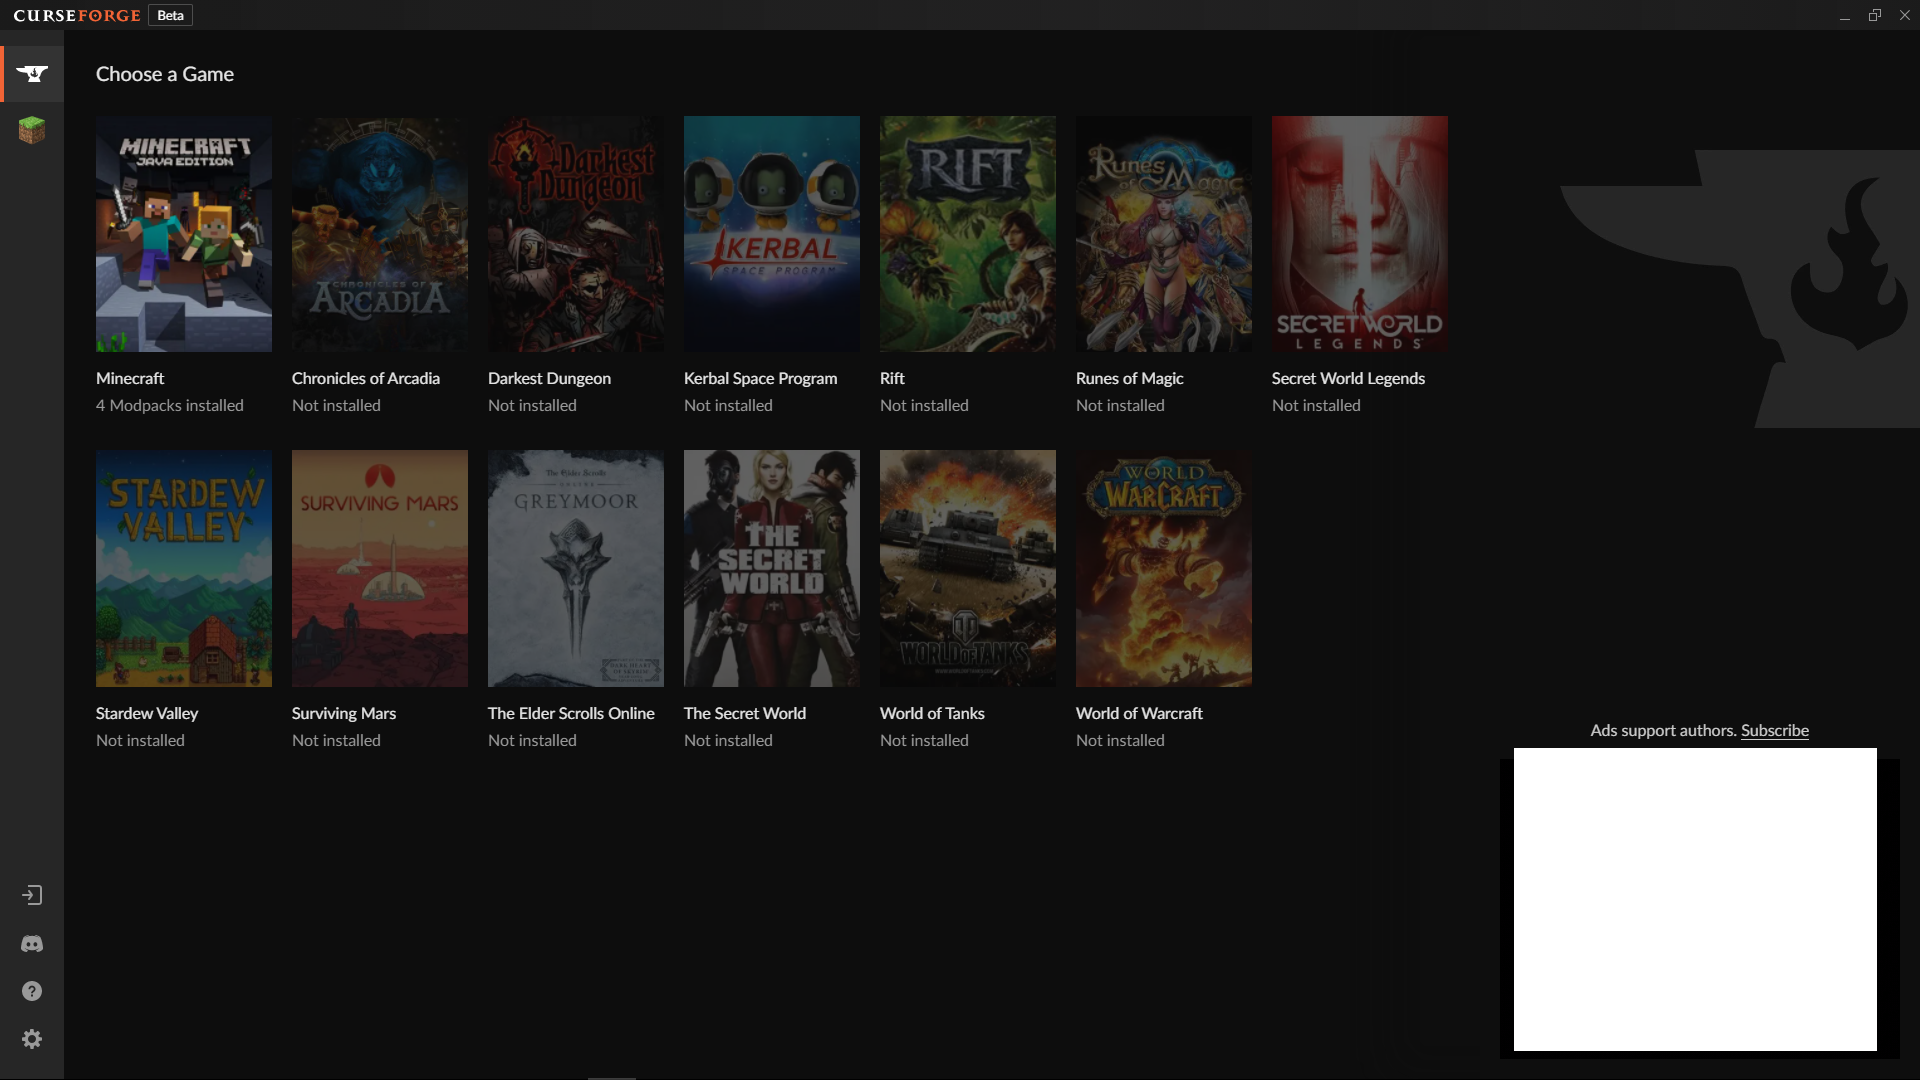 CURSEFORGE Beta
Choose a Game
MINECRAFT
JAVA EDITION
CHRONICLES OF
ARCADIA
Darkest
Dungeon
KERBAL
SPACE PROGRAM
RIFT
Runes
of Magic
SECRET WORLD
LEGENDS
Minecraft
4 Modpacks installed
Chronicles of Arcadia
Not installed
Darkest Dungeon
Not installed
Kerbal Space Program
Not installed
Rift
Not installed
Runes of Magic
Not installed
Secret World Legends
Not installed
STARDEW
VALLEY
SURVIVING MARS
The Elder Scrolls
ONLINE
GREYMOOR
THE
SECRET
WORLD
WORLD OF TANKS
WORLD
WARCRAFT
Stardew Valley
Not installed
Surviving Mars
Not installed
The Elder Scrolls Online
Not installed
The Secret World
Not installed
World of Tanks
Not installed
World of Warcraft
Not installed
Ads support authors. Subscribe